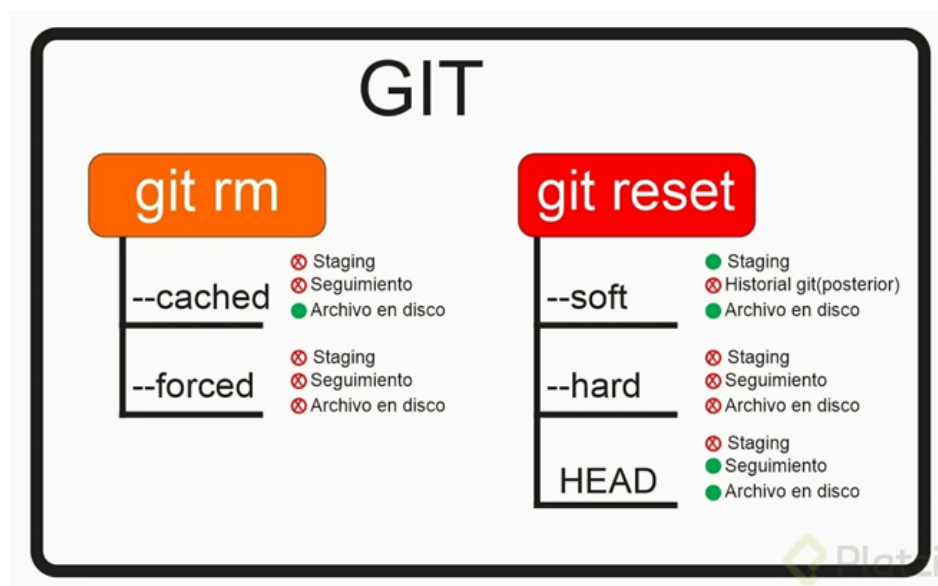 GIT
git rm
--cached
Staging
Seguimiento
Archivo en disco
--forced
Staging
Seguimiento
Archivo en disco
git reset
--soft
Staging
Historial git(posterior)
Archivo en disco
--hard
Staging
Seguimiento
Archivo en disco
HEAD
Staging
Seguimiento
Archivo en disco
Platzi